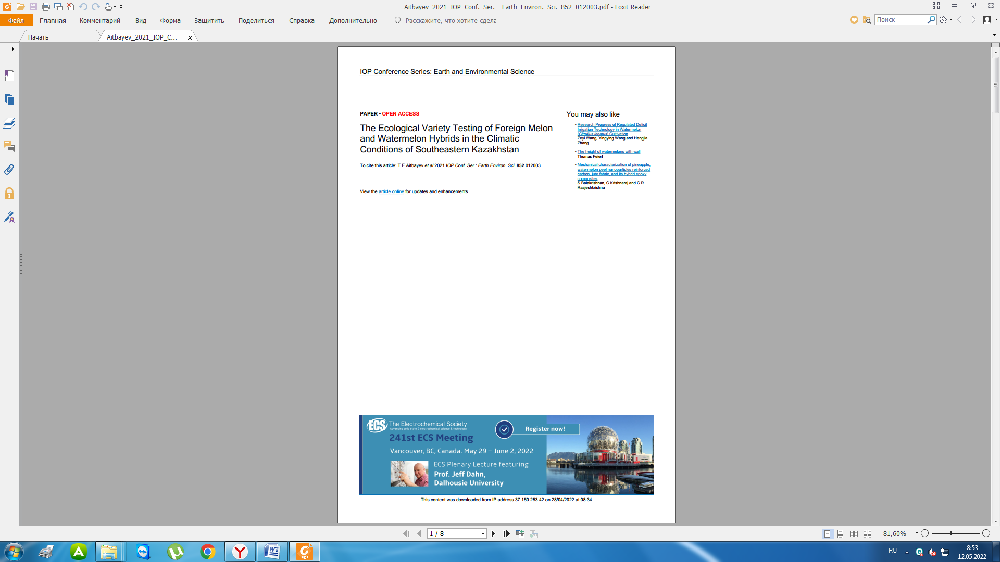 Aitbayev_2021_IOP_Conf._Ser.__Earth_Environ._Sci._852_012003.pdf - Foxit Reader
Файл Главная Комментарий Вид Форма Защитить Поделиться Справка Дополнительно Расскажите, что хотите сдела Поиск
Начать Aitbayev_2021_IOP_C...
IOP Conference Series: Earth and Environmental Science
PAPER • OPEN ACCESS
The Ecological Variety Testing of Foreign Melon
and Watermelon Hybrids in the Climatic
Conditions of Southeastern Kazakhstan
To cite this article: T E Aitbayev et al 2021 IOP Conf. Ser.: Earth Environ. Sci. 852 012003
View the article online for updates and enhancements.
You may also like
• Research Progress of Regulated Deficit
Irrigation Technology in Watermelon
(Citrullus lanatus) Cultivation
Zeyi Wang, Yingying Wang and Hengjia
Zhang
• The height of watermelons with wall
Thomas Feierl
• Mechanical characterization of pineapple,
watermelon peel nanoparticles reinforced
carbon, jute fabric, and its hybrid epoxy
composites
S Balakrishnan, C Krishnaraj and C R
Raajeshkrishna
ECS The Electrochemical Society
Advancing solid state & electrochemical science & technology
241st ECS Meeting
Register now!
Vancouver, BC, Canada. May 29 – June 2, 2022
ECS Plenary Lecture featuring
Prof. Jeff Dahn,
Dalhousie University
This content was downloaded from IP address 37.150.253.42 on 28/04/2022 at 08:34
1 / 8
81,60%
RU
8:53
12.05.2022